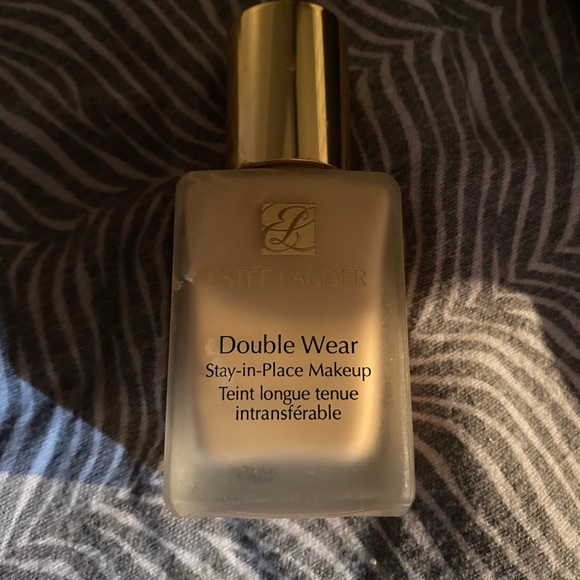 ESTĒE LAUDER
Double Wear
Stay-in-Place Makeup
Teint longue tenue
intransférable